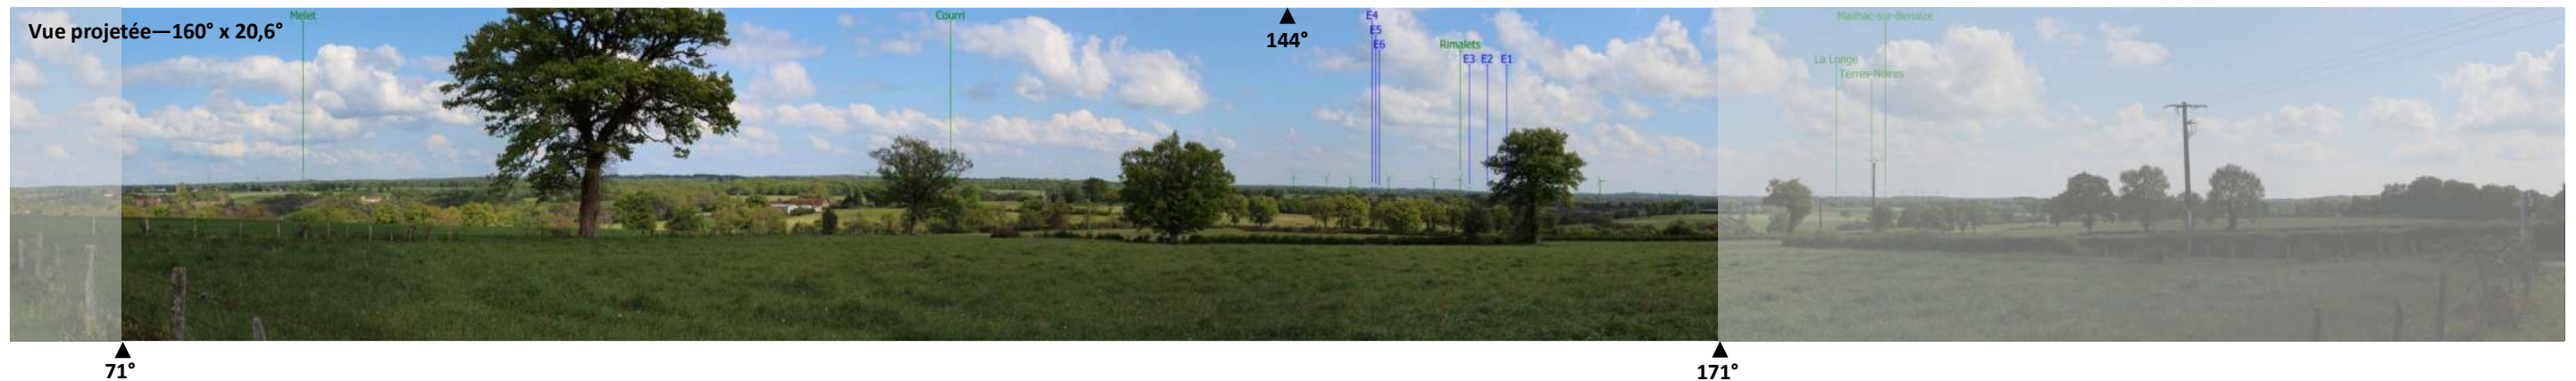 Melet
Courri
E4
Mailhac-sur-Benaize
Vue projetée—160° x 20,6°
E5
144°
E6
Rimalets
E3 E2 E1
La Longe
Terres-Noires
71°
171°